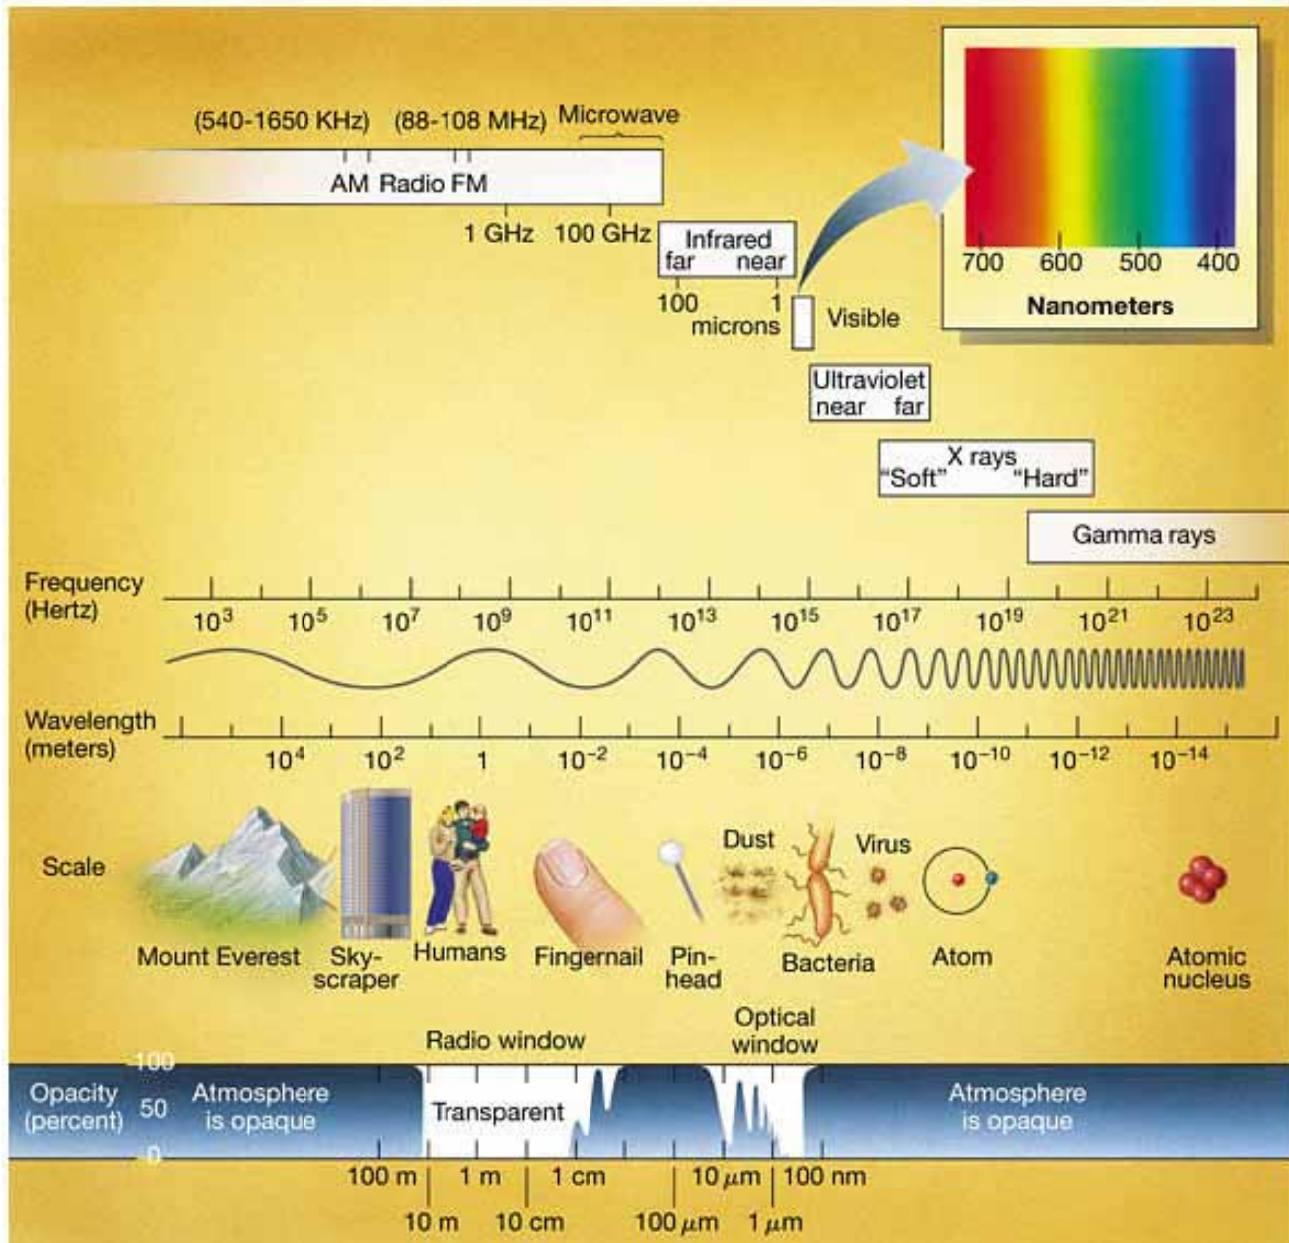 (540-1650 KHz) (88-108 MHz) Microwave
AM Radio FM
1 GHz 100 GHz
Infrared
far near
100 1
microns
Visible
700 600 500 400
Nanometers
Ultraviolet
near far
X rays
“Soft” “Hard”
Gamma rays
Frequency
(Hertz)
10³ 10⁵ 10⁷ 10⁹ 10¹¹ 10¹³ 10¹⁵ 10¹⁷ 10¹⁹ 10²¹ 10²³
Wavelength
(meters)
10⁴ 10² 1 10⁻² 10⁻⁴ 10⁻⁶ 10⁻⁸ 10⁻¹⁰ 10⁻¹² 10⁻¹⁴
Scale
Mount Everest
Sky-
scraper
Humans
Fingernail
Pin-
head
Dust
Bacteria
Virus
Atom
Atomic
nucleus
Radio window
Optical
window
Opacity
(percent)
100
50
0
Atmosphere
is opaque
Transparent
Atmosphere
is opaque
100 m 1 m 1 cm 10 μm 100 nm
10 m 10 cm 100 μm 1 μm